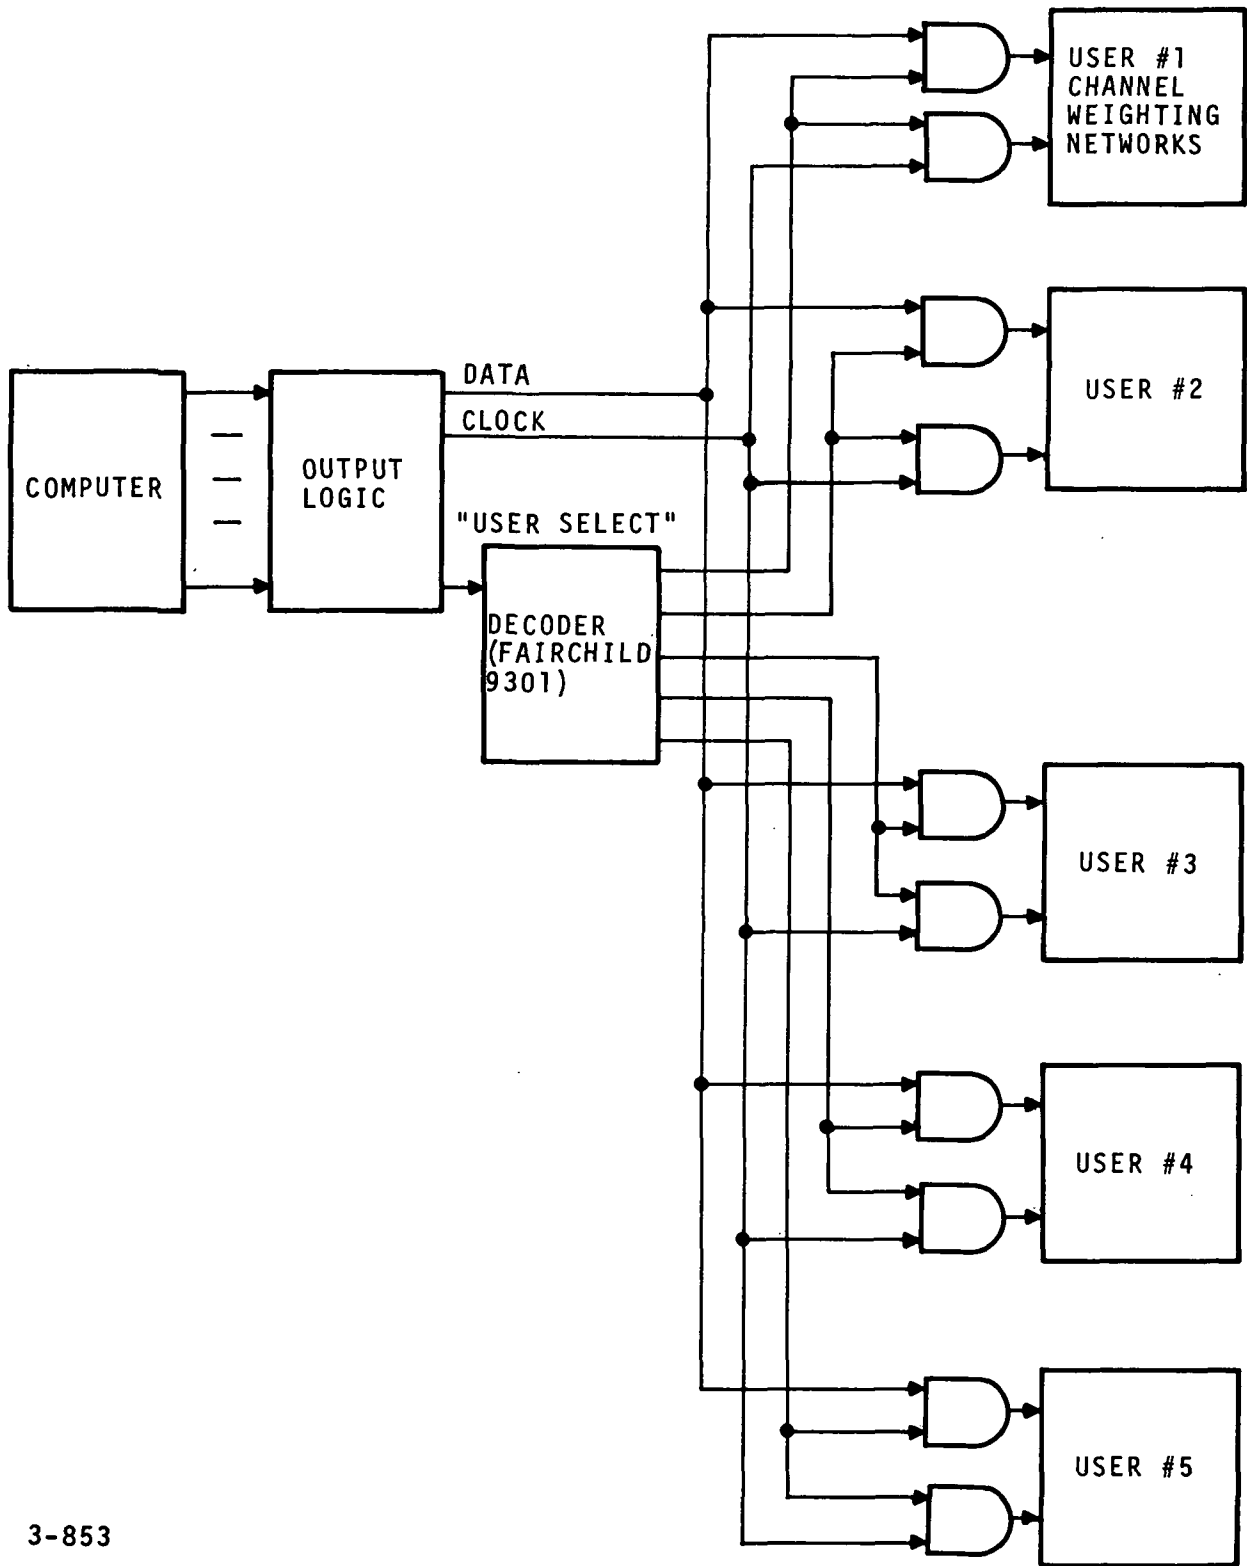 USER #1
CHANNEL
WEIGHTING
NETWORKS
USER #2
DATA
CLOCK
COMPUTER
OUTPUT
LOGIC
"USER SELECT"
DECODER
(FAIRCHILD
9301)
USER #3
USER #4
USER #5
3-853